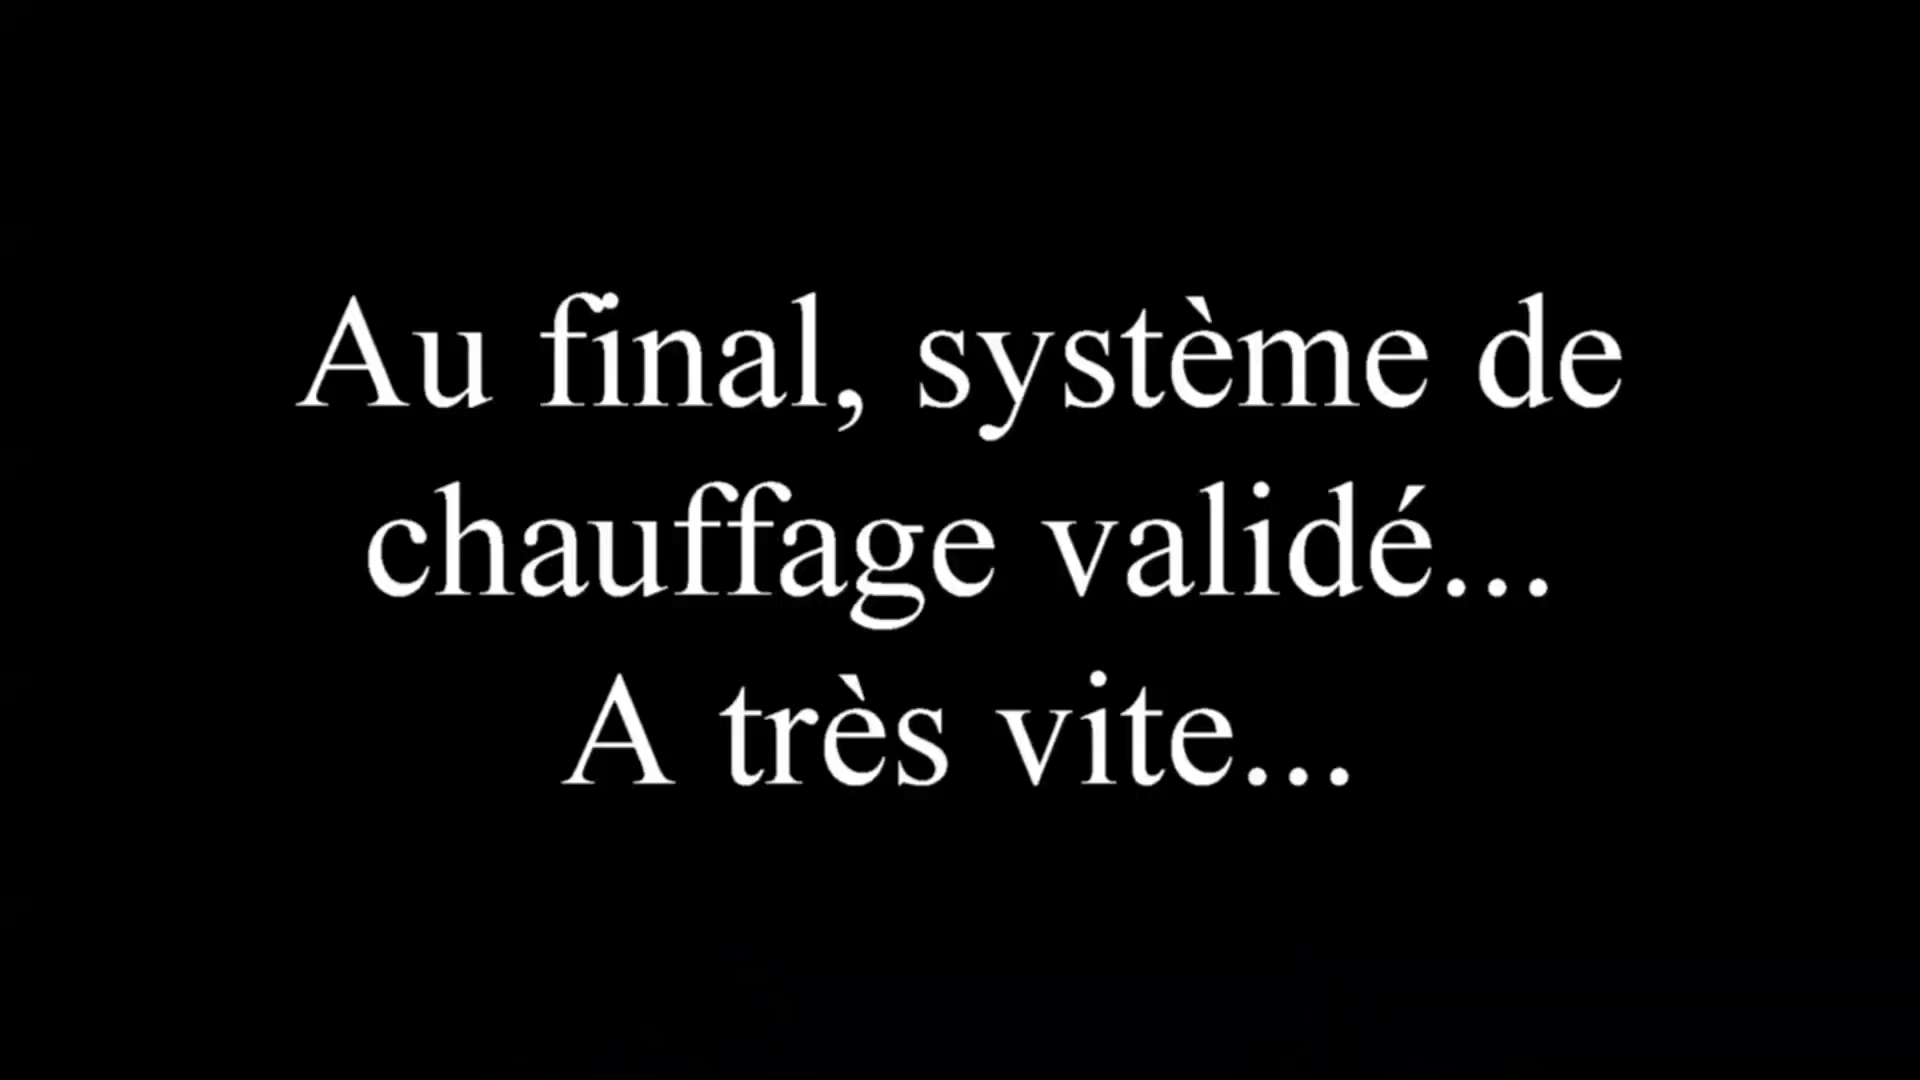 Au final, système de
chauffage validé...
A très vite...